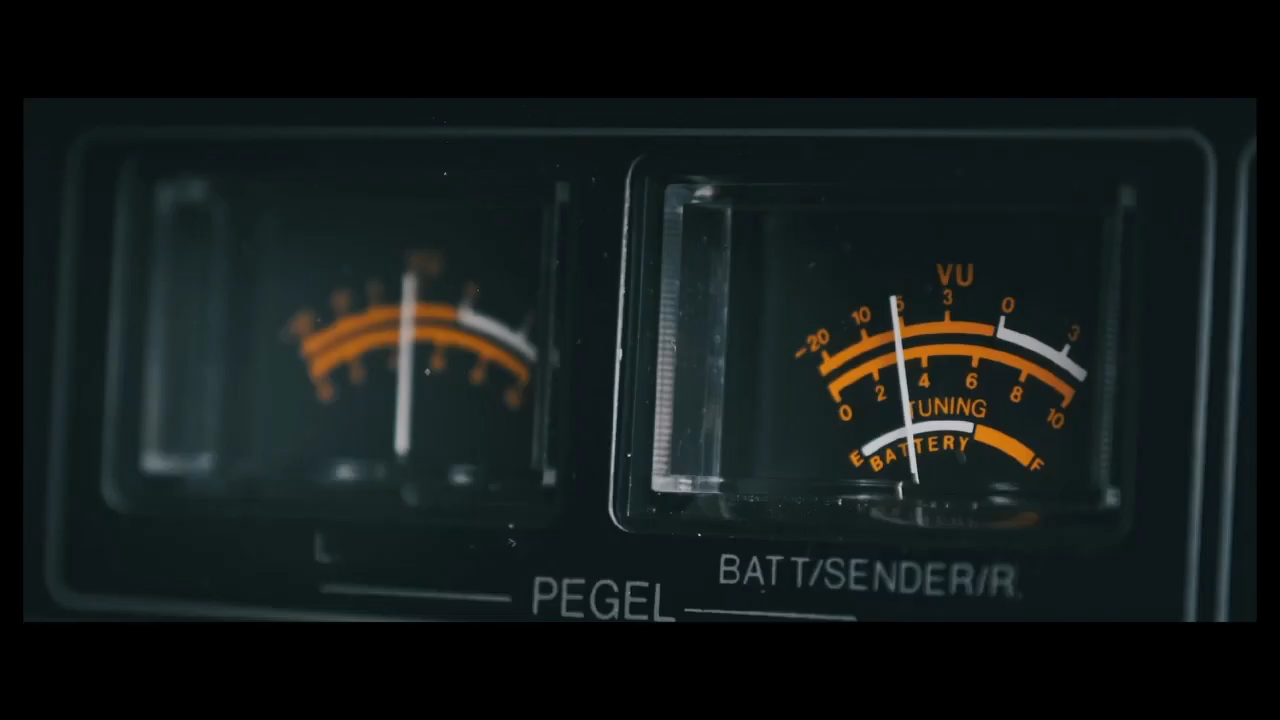 VU
-20 10 5 3 0 3
0 2 4 6 8 10
TUNING
E BATTERY F
L
BATT/SENDER/R.
PEGEL